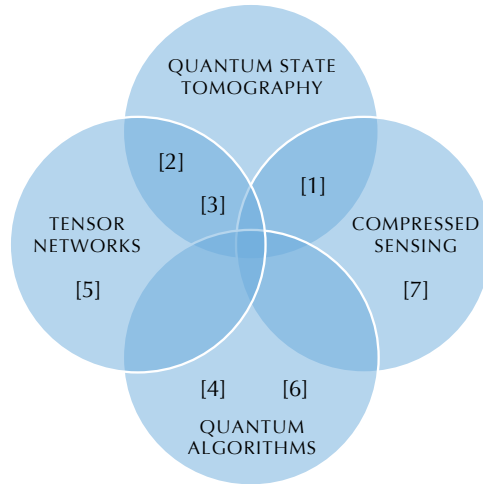 QUANTUM STATE
TOMOGRAPHY
[2]
[1]
[3]
TENSOR
NETWORKS
COMPRESSED
SENSING
[5]
[7]
[4]
[6]
QUANTUM
ALGORITHMS